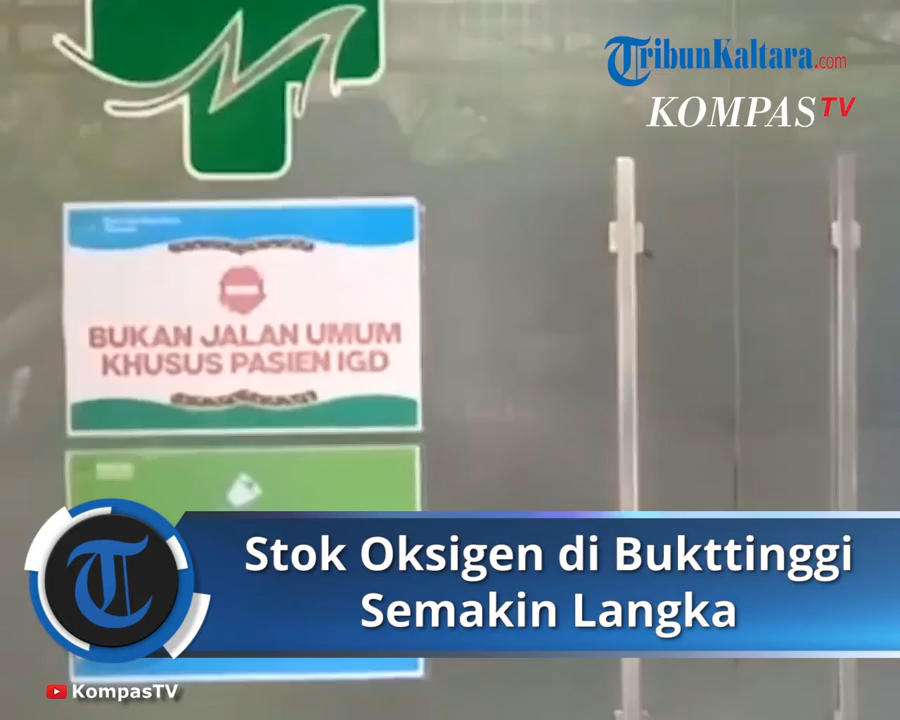 TribunKaltara.com
KOMPAS TV
BUKAN JALAN UMUM
KHUSUS PASIEN IGD
Stok Oksigen di Bukttinggi
Semakin Langka
KompasTV